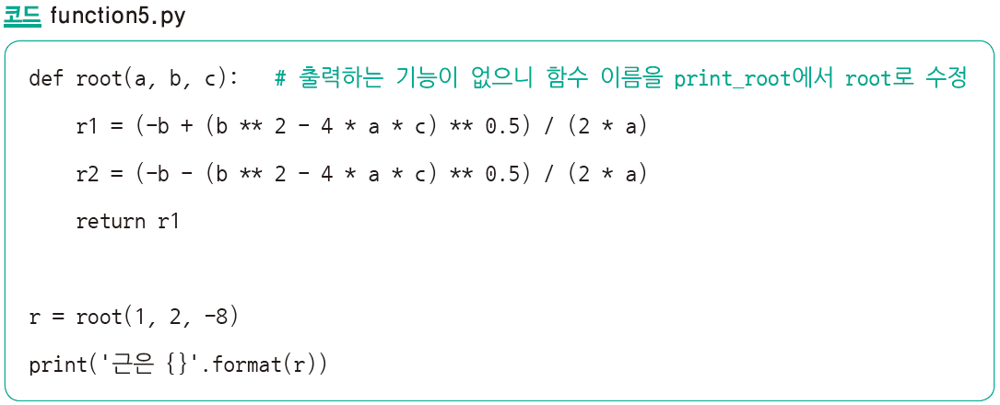 코드 function5.py
def root(a, b, c):   # 출력하는 기능이 없으니 함수 이름을 print_root에서 root로 수정
    r1 = (-b + (b ** 2 - 4 * a * c) ** 0.5) / (2 * a)
    r2 = (-b - (b ** 2 - 4 * a * c) ** 0.5) / (2 * a)
    return r1
r = root(1, 2, -8)
print('근은 {}'.format(r))